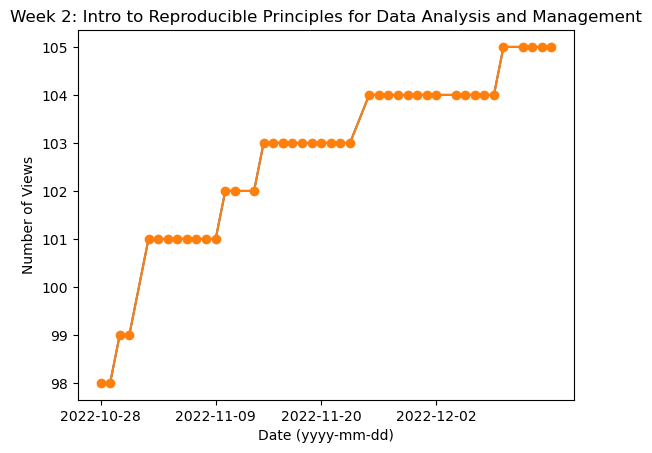 Week 2: Intro to Reproducible Principles for Data Analysis and Management
105
104
103
102
101
100
99
98
Number of Views
2022-10-28 2022-11-09 2022-11-20 2022-12-02
Date (yyyy-mm-dd)